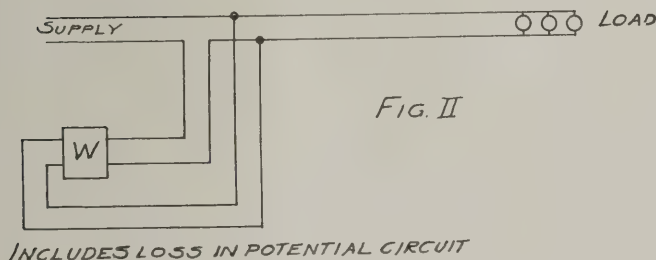 SUPPLY
LOAD
FIG. II
W
INCLUDES LOSS IN POTENTIAL CIRCUIT